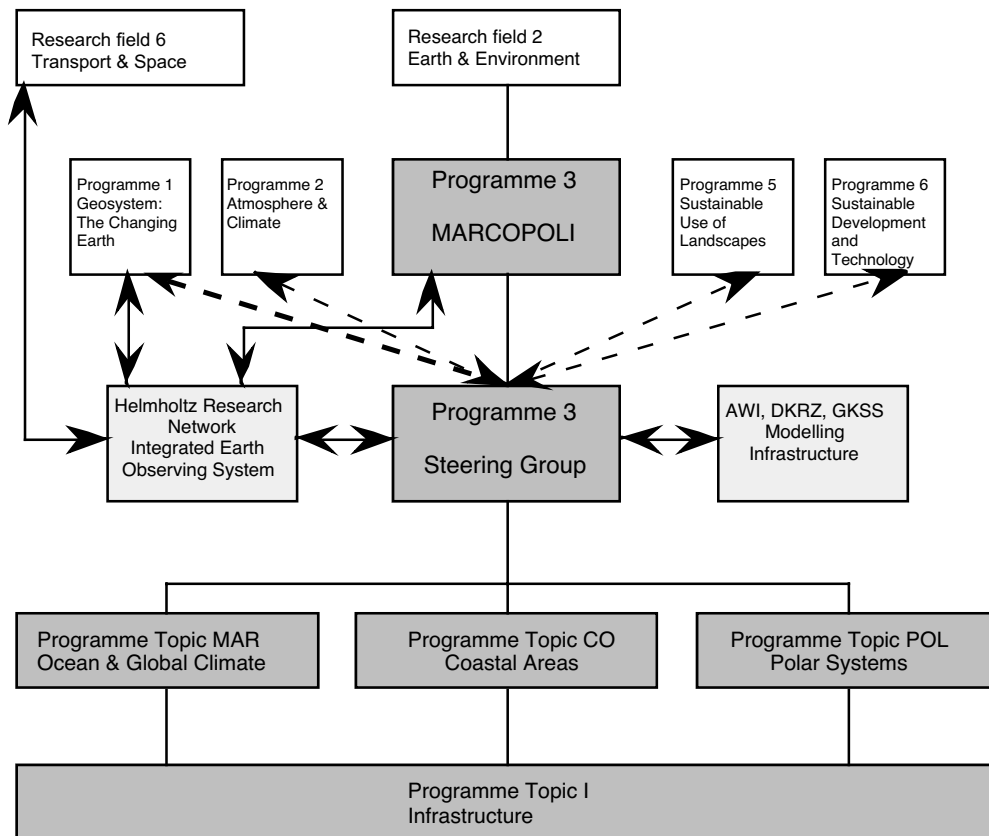 Research field 6
Transport & Space
Research field 2
Earth & Environment
Programme 1
Geosystem:
The Changing
Earth
Programme 2
Atmosphere &
Climate
Programme 3
MARCOPOLI
Programme 5
Sustainable
Use of
Landscapes
Programme 6
Sustainable
Development
and
Technology
Helmholtz Research
Network
Integrated Earth
Observing System
Programme 3
Steering Group
AWI, DKRZ, GKSS
Modelling
Infrastructure
Programme Topic MAR
Ocean & Global Climate
Programme Topic CO
Coastal Areas
Programme Topic POL
Polar Systems
Programme Topic I
Infrastructure